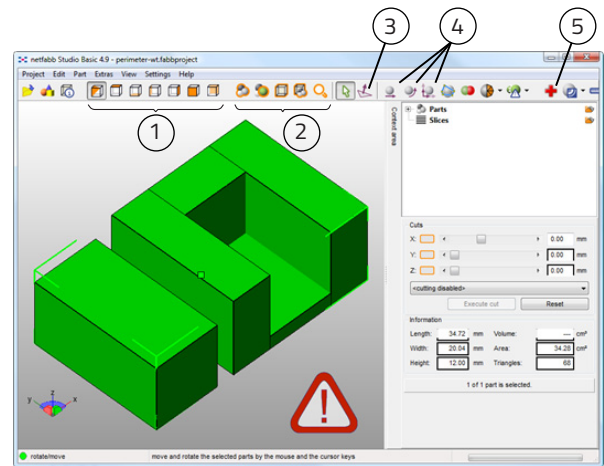 3 4 5
netfabb Studio Basic 4.9 - perimeter-wt.fabbproject
Project Edit Part Extras View Settings Help
1 2
Context area
Parts
Slices
Cuts
X: 0.00 mm
Y: 0.00 mm
Z: 0.00 mm
<cutting disabled>
Execute cut Reset
Information
Length: 34.72 mm Volume: --- cm³
Width: 20.04 mm Area: 34.28 cm²
Height: 12.00 mm Triangles: 68
1 of 1 part is selected.
z
y x
!
rotate/move move and rotate the selected parts by the mouse and the cursor keys